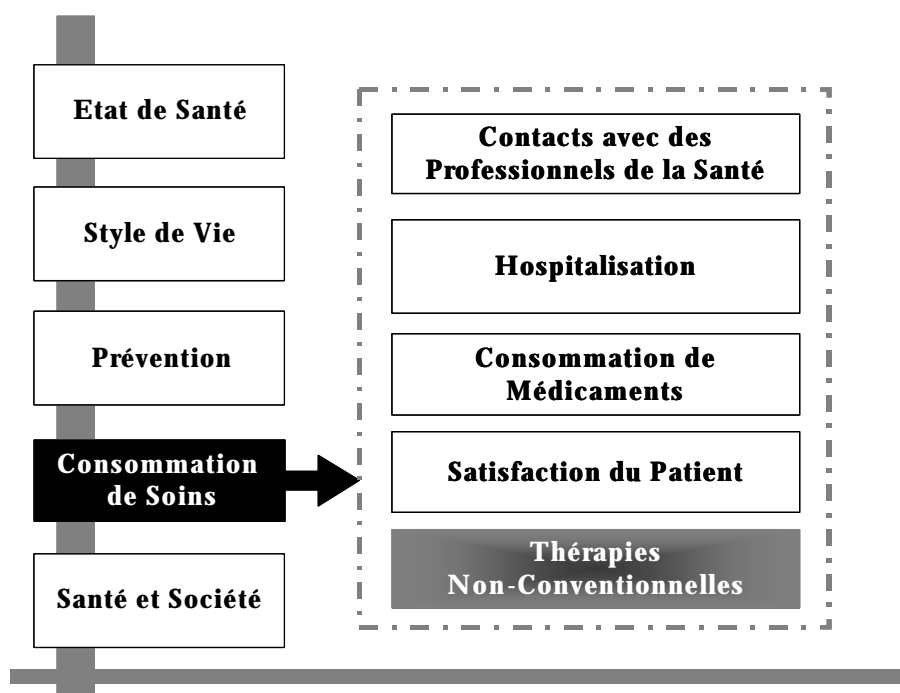 Etat de Santé
Style de Vie
Prévention
Consommation
de Soins
Santé et Société
Contacts avec des
Professionnels de la Santé
Hospitalisation
Consommation de
Médicaments
Satisfaction du Patient
Thérapies
Non-Conventionnelles